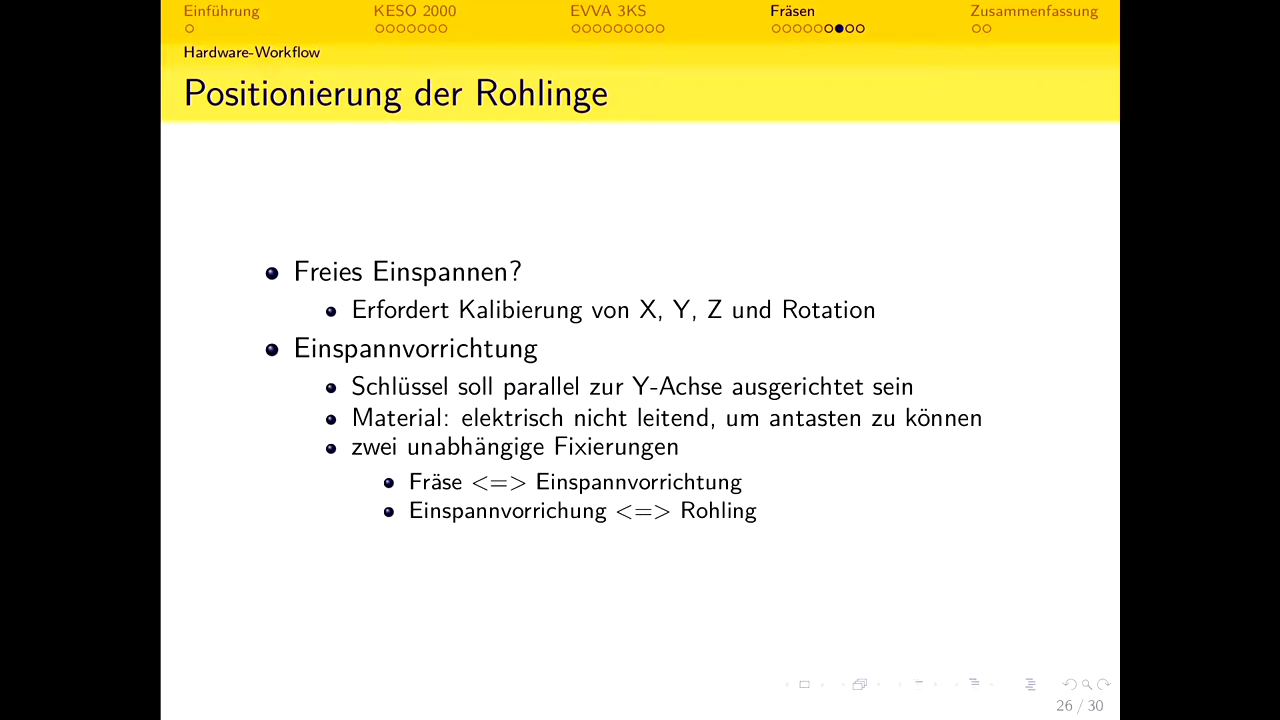 Einführung KESO 2000 EVVA 3KS Fräsen Zusammenfassung
Hardware-Workflow
Positionierung der Rohlinge
Freies Einspannen?
Erfordert Kalibierung von X, Y, Z und Rotation
Einspannvorrichtung
Schlüssel soll parallel zur Y-Achse ausgerichtet sein
Material: elektrisch nicht leitend, um antasten zu können
zwei unabhängige Fixierungen
Fräse <=> Einspannvorrichtung
Einspannvorrichung <=> Rohling
26 / 30